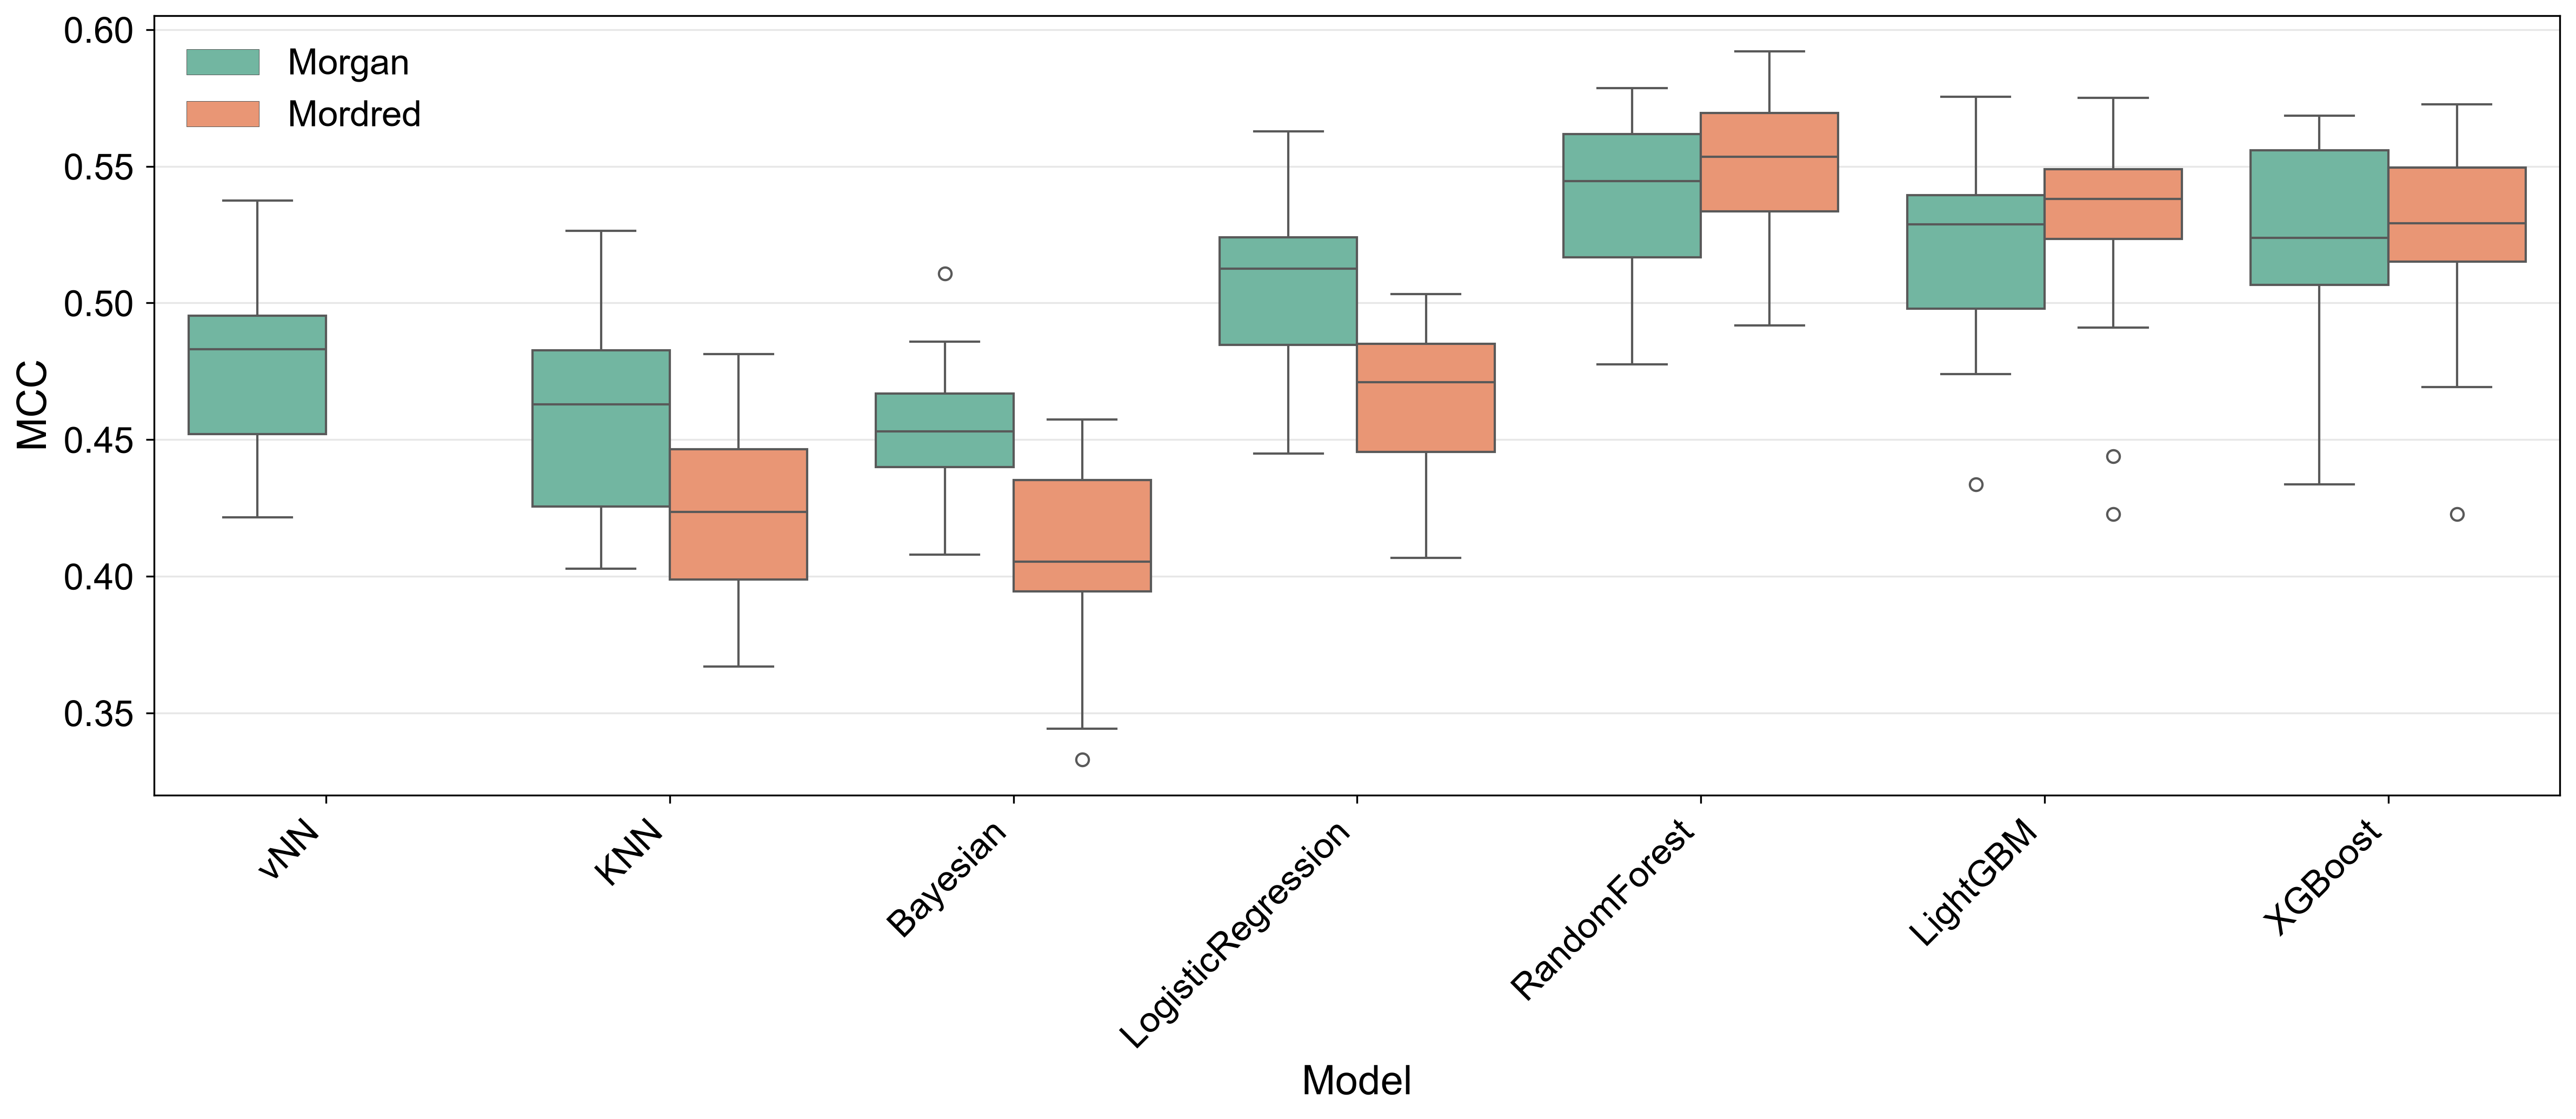 Morgan
Mordred
MCC
0.60
0.55
0.50
0.45
0.40
0.35
vNN
KNN
Bayesian
LogisticRegression
RandomForest
LightGBM
XGBoost
Model